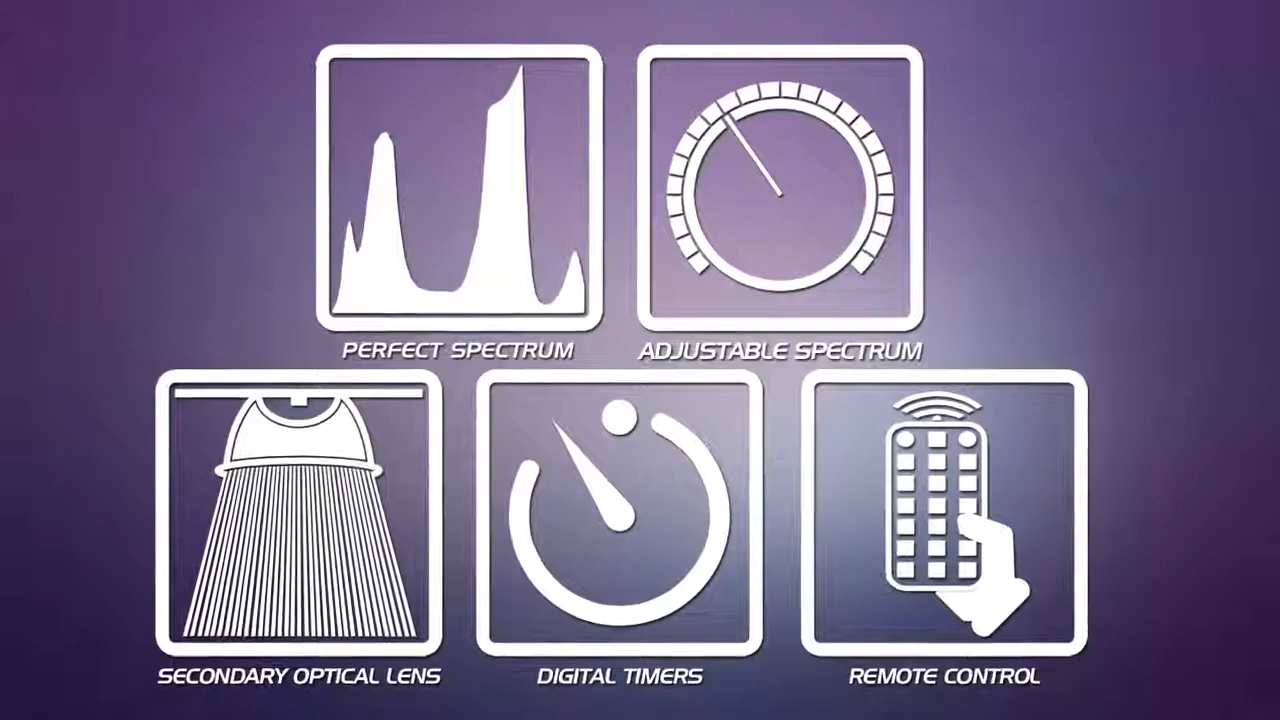 PERFECT SPECTRUM
ADJUSTABLE SPECTRUM
SECONDARY OPTICAL LENS
DIGITAL TIMERS
REMOTE CONTROL